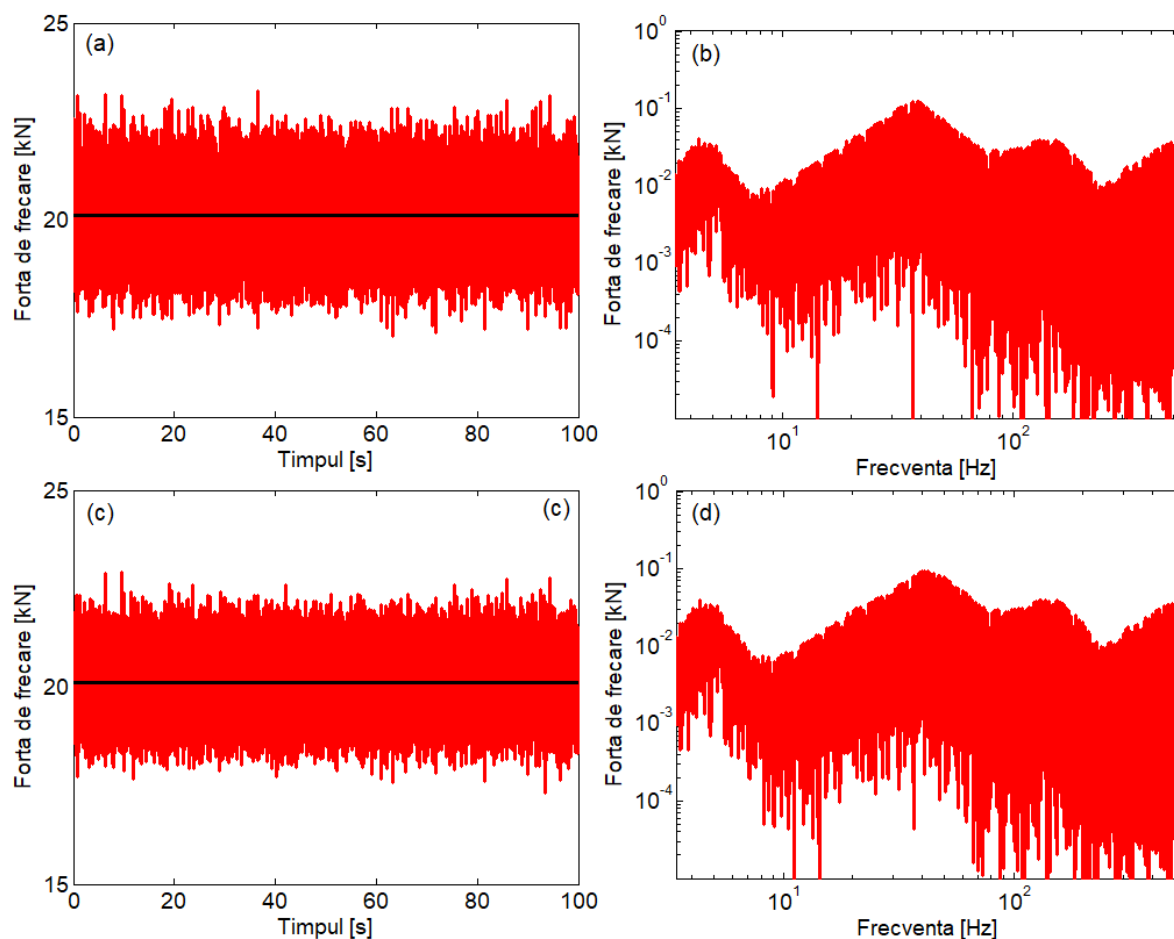 (a)
Forta de frecare [kN]
25
20
15
0 20 40 60 80 100
Timpul [s]
(b)
Forta de frecare [kN]
10^0
10^-1
10^-2
10^-3
10^-4
10^1 10^2
Frecventa [Hz]
(c) (c)
Forta de frecare [kN]
25
20
15
0 20 40 60 80 100
Timpul [s]
(d)
Forta de frecare [kN]
10^0
10^-1
10^-2
10^-3
10^-4
10^1 10^2
Frecventa [Hz]